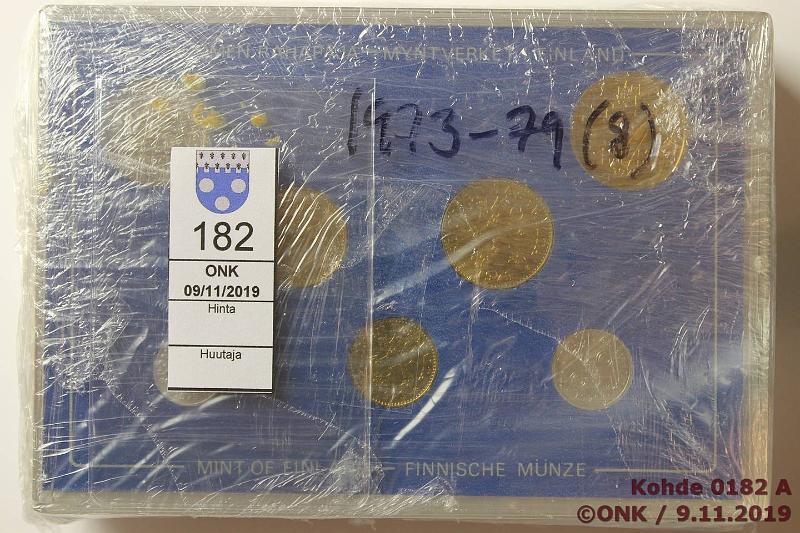 MYNTVERKET FINLAND
1973-79 (8)
182
ONK
09/11/2019
Hinta
Huutaja
MINT OF FINL FINNISCHE MÜNZE
Kohde 0182 A
©ONK / 9.11.2019